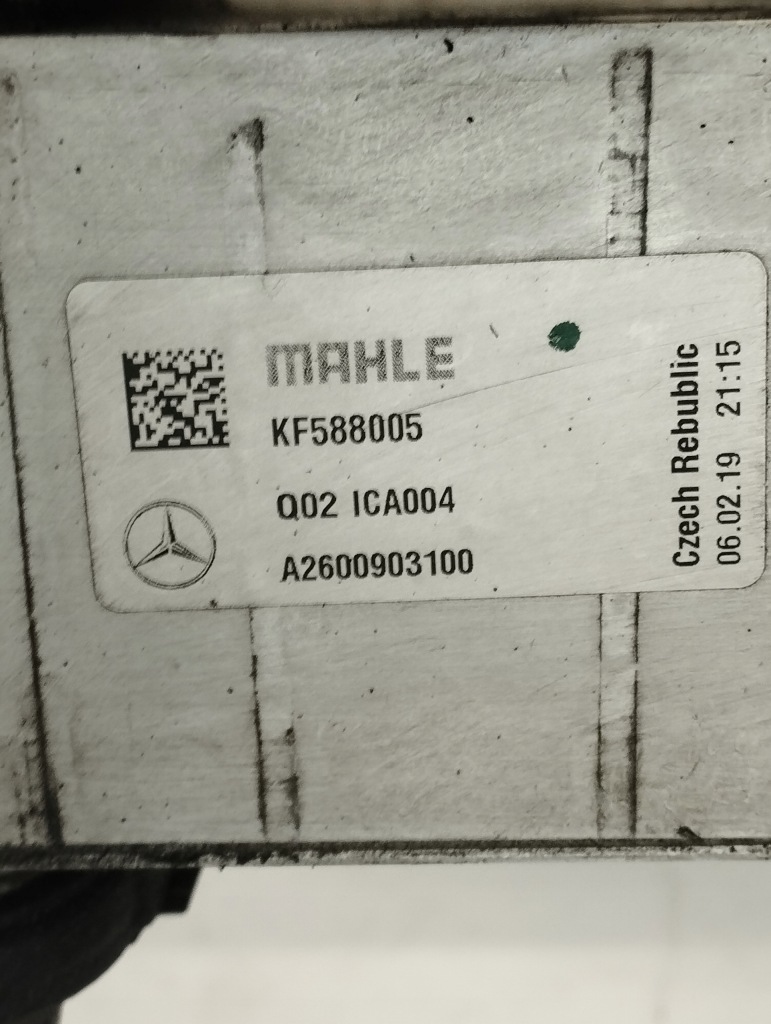 MAHLE
KF588005
Q02 ICA004
A2600903100
Czech Rebublic
06.02.19 21:15